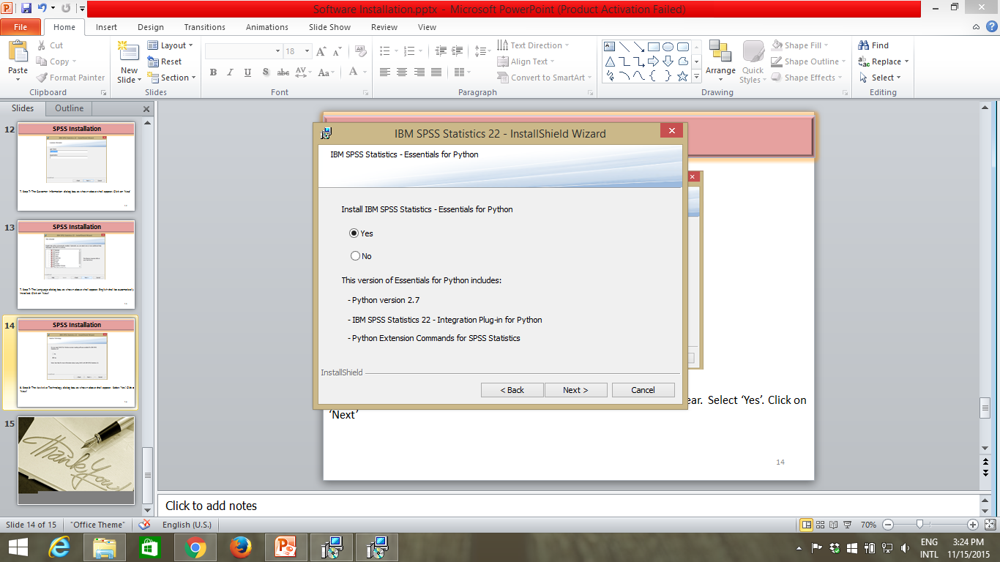 Software Installation.pptx - Microsoft PowerPoint (Product Activation Failed)
File Home Insert Design Transitions Animations Slide Show Review View
Paste
Cut
Copy
Format Painter
Clipboard
New Slide
Layout
Reset
Section
Slides
18
B I U S abc AV Aa A
Font
Text Direction
Align Text
Convert to SmartArt
Paragraph
Arrange
Quick Styles
Shape Fill
Shape Outline
Shape Effects
Drawing
Find
Replace
Select
Editing
Slides Outline
12
SPSS Installation
13
SPSS Installation
14
SPSS Installation
15
Thank You
IBM SPSS Statistics 22 - InstallShield Wizard
IBM SPSS Statistics - Essentials for Python
Install IBM SPSS Statistics - Essentials for Python
Yes
No
This version of Essentials for Python includes:
- Python version 2.7
- IBM SPSS Statistics 22 - Integration Plug-in for Python
- Python Extension Commands for SPSS Statistics
InstallShield
< Back Next > Cancel
ear. Select ‘Yes’. Click on
‘Next’
14
Click to add notes
Slide 14 of 15 "Office Theme" English (U.S.) 70%
ENG 3:24 PM
INTL 11/15/2015